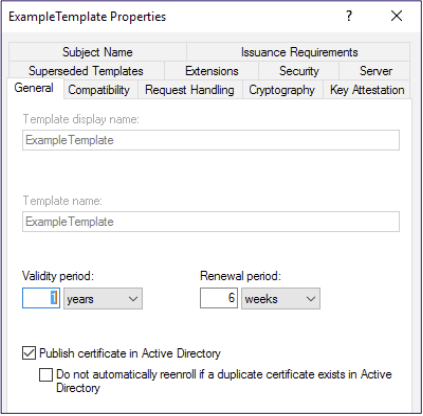 ExampleTemplate Properties ? ×
Subject Name Issuance Requirements
Superseded Templates Extensions Security Server
General Compatibility Request Handling Cryptography Key Attestation
Template display name:
ExampleTemplate
Template name:
ExampleTemplate
Validity period: Renewal period:
1 years 6 weeks
Publish certificate in Active Directory
Do not automatically reenroll if a duplicate certificate exists in Active
Directory